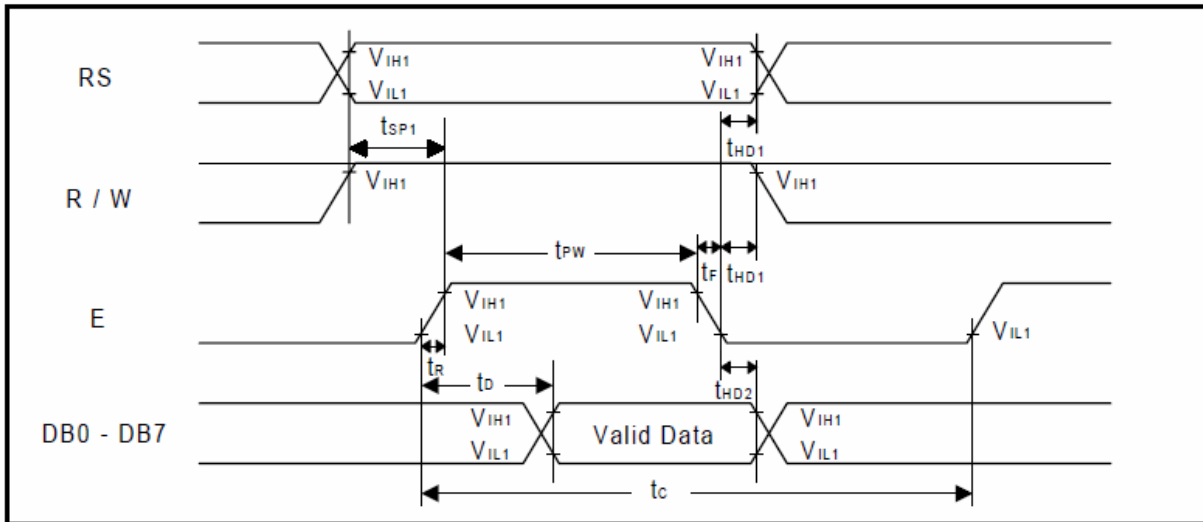 VIH1 VIH1
RS
VIL1 VIL1
tSP1
tHD1
VIH1 VIH1
R / W
tPW
tF tHD1
VIH1 VIH1
E
VIL1 VIL1 VIL1
tR
tD
tHD2
VIH1 VIH1
DB0 - DB7 Valid Data
VIL1 VIL1
tC